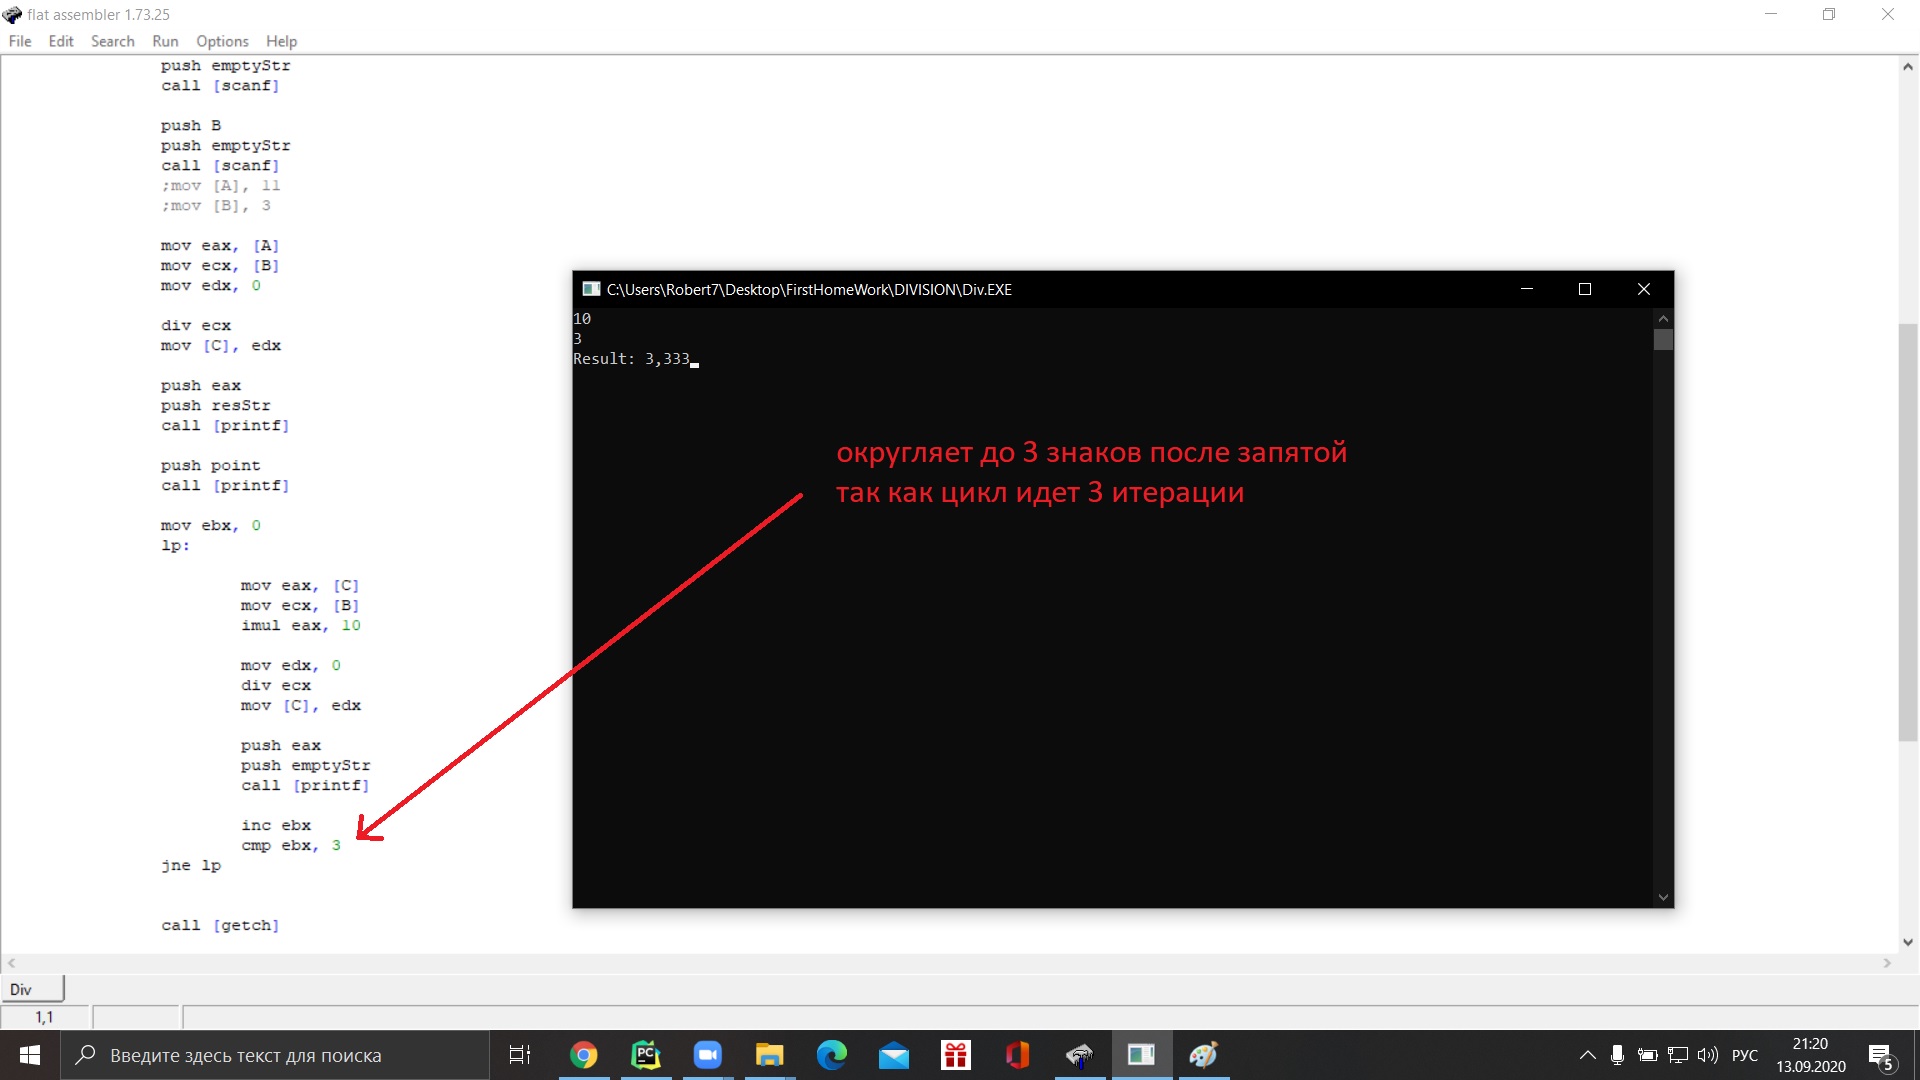 flat assembler 1.73.25
File Edit Search Run Options Help
push emptyStr
call [scanf]
push B
push emptyStr
call [scanf]
;mov [A], 11
;mov [B], 3
mov eax, [A]
mov ecx, [B]
mov edx, 0
div ecx
mov [C], edx
push eax
push resStr
call [printf]
push point
call [printf]
mov ebx, 0
lp:
mov eax, [C]
mov ecx, [B]
imul eax, 10
mov edx, 0
div ecx
mov [C], edx
push eax
push emptyStr
call [printf]
inc ebx
cmp ebx, 3
jne lp
call [getch]
C:\Users\Robert7\Desktop\FirstHomeWork\DIVISION\Div.EXE
10
3
Result: 3,333
округляет до 3 знаков после запятой
так как цикл идет 3 итерации
Div
1,1
Введите здесь текст для поиска
PC
РУС
21:20
13.09.2020
5